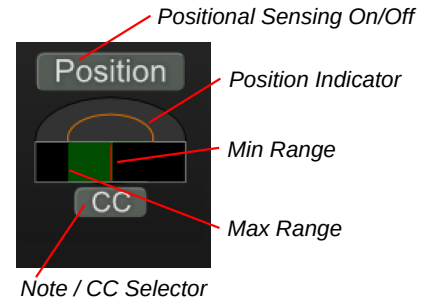 Positional Sensing On/Off
Position
Position Indicator
Min Range
CC
Max Range
Note / CC Selector